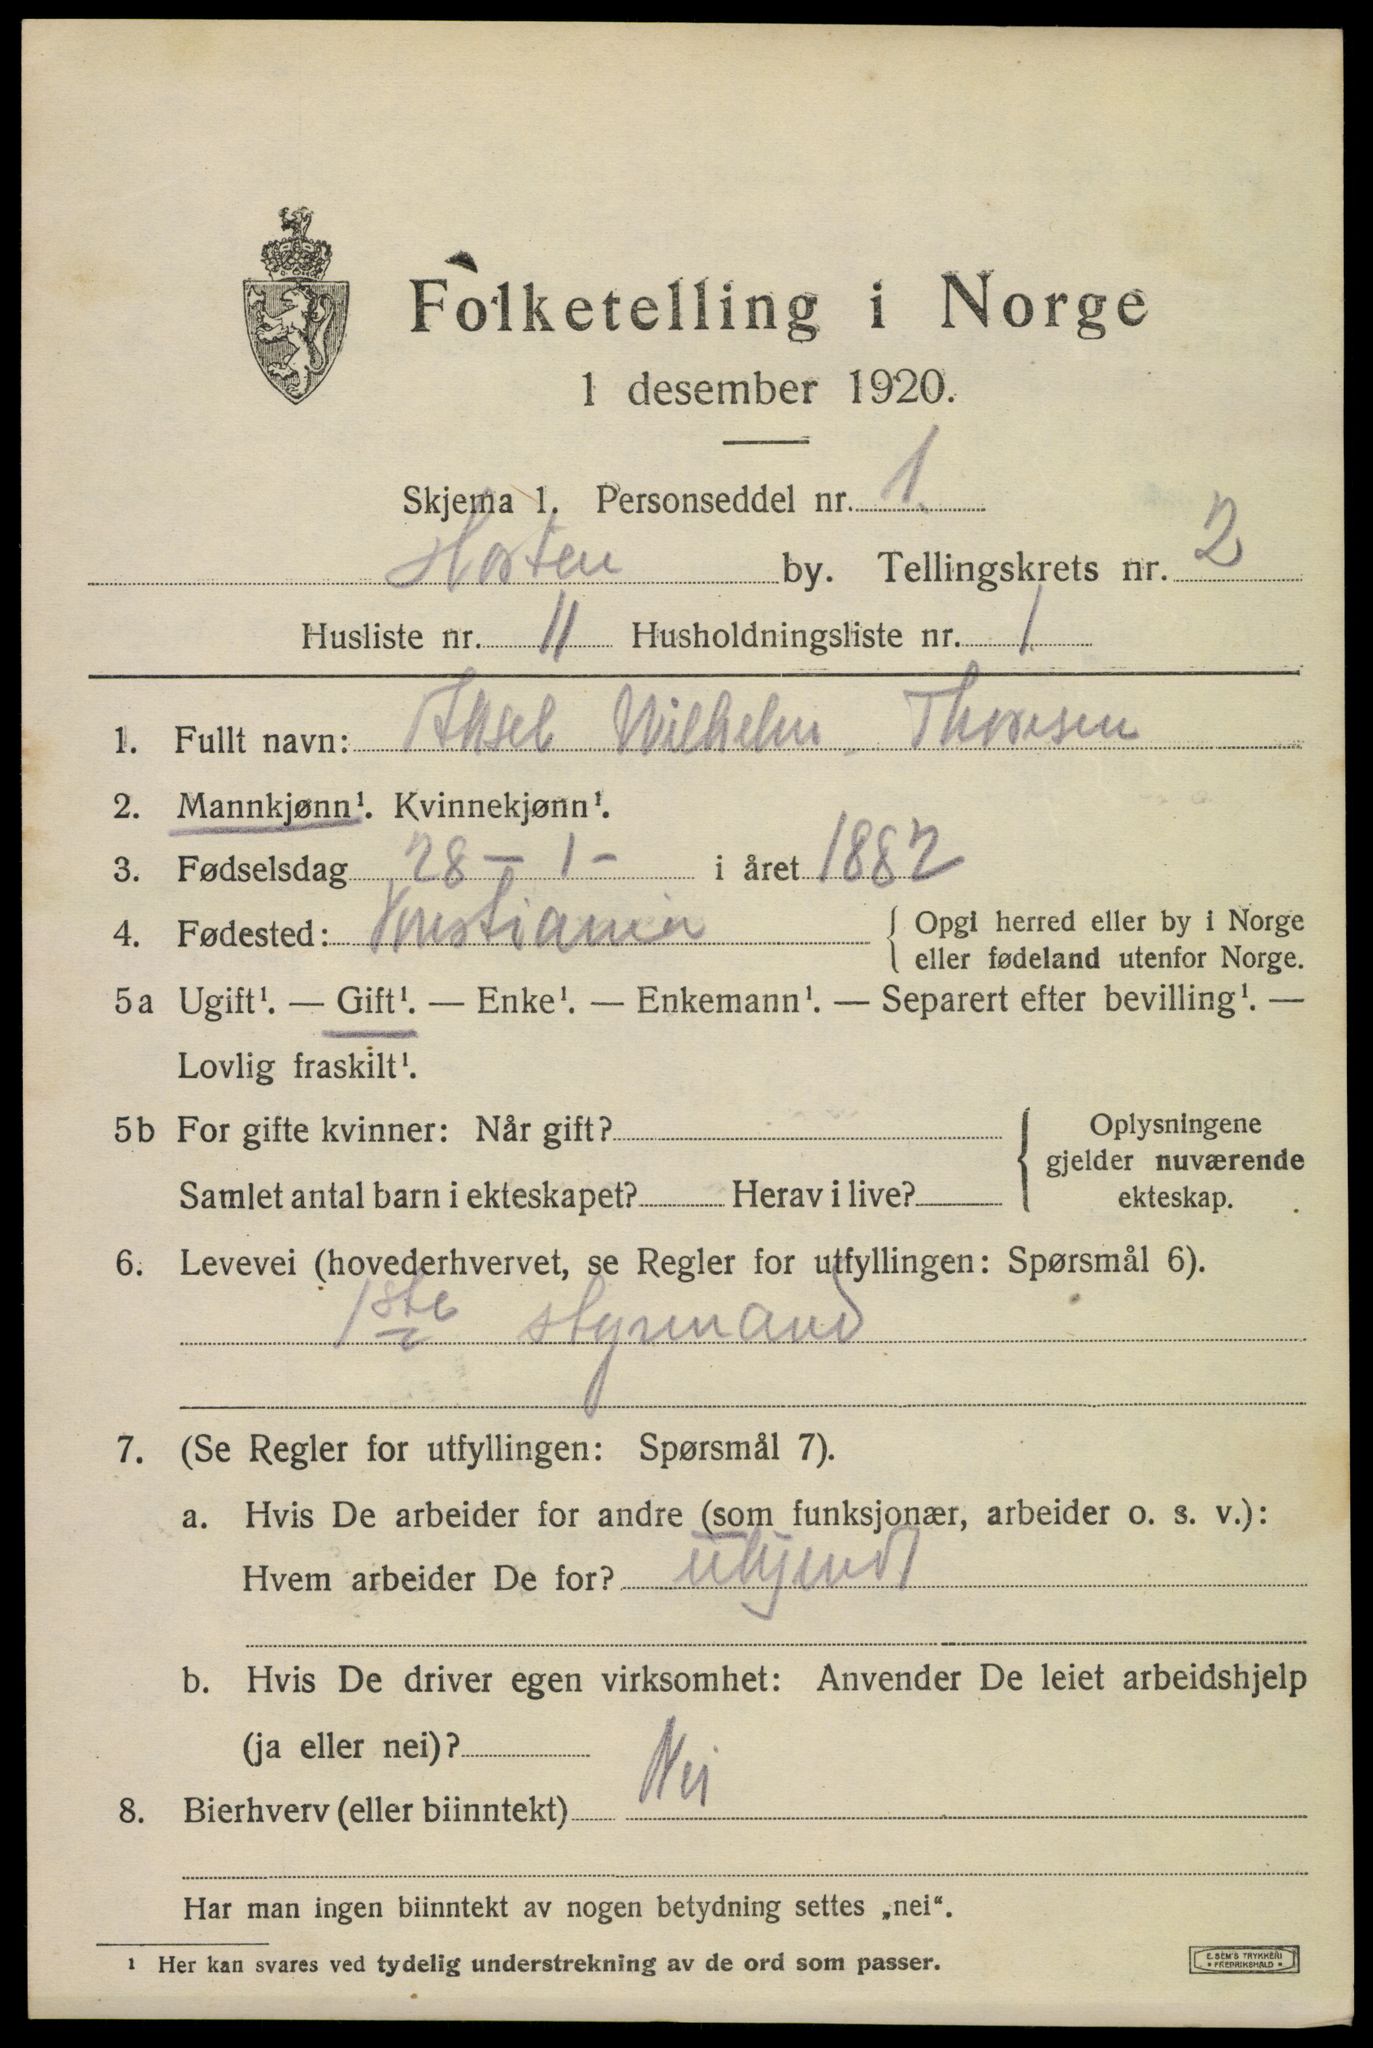 Folketelling i Norge
1 desember 1920.
Skjema 1. Personseddel nr. 1.
Horten by. Tellingskrets nr. 2
Husliste nr. 11 Husholdningsliste nr. 1
1. Fullt navn: Aksel Wilhelm Thoresen
2. Mannkjønn¹. Kvinnekjønn¹.
3. Fødselsdag 28 - 1 - i året 1882
4. Fødested: Kristiania { Opgi herred eller by i Norge
eller fødeland utenfor Norge.
5a Ugift¹. — Gift¹. — Enke¹. — Enkemann¹. — Separert efter bevilling¹. —
Lovlig fraskilt¹.
5b For gifte kvinner: Når gift? { Oplysningene
gjelder nuværende
Samlet antal barn i ekteskapet? Herav i live? ekteskap.
6. Levevei (hovederhvervet, se Regler for utfyllingen: Spørsmål 6).
1ste styrmand
7. (Se Regler for utfyllingen: Spørsmål 7).
a. Hvis De arbeider for andre (som funksjonær, arbeider o. s. v.):
Hvem arbeider De for? ukjendt
b. Hvis De driver egen virksomhet: Anvender De leiet arbeidshjelp
(ja eller nei)?
8. Bierhverv (eller biinntekt) Nei
Har man ingen biinntekt av nogen betydning settes „nei“.
¹ Her kan svares ved tydelig understrekning av de ord som passer.
E. SEM'S TRYKKERI
* FREDRIKSHALD *